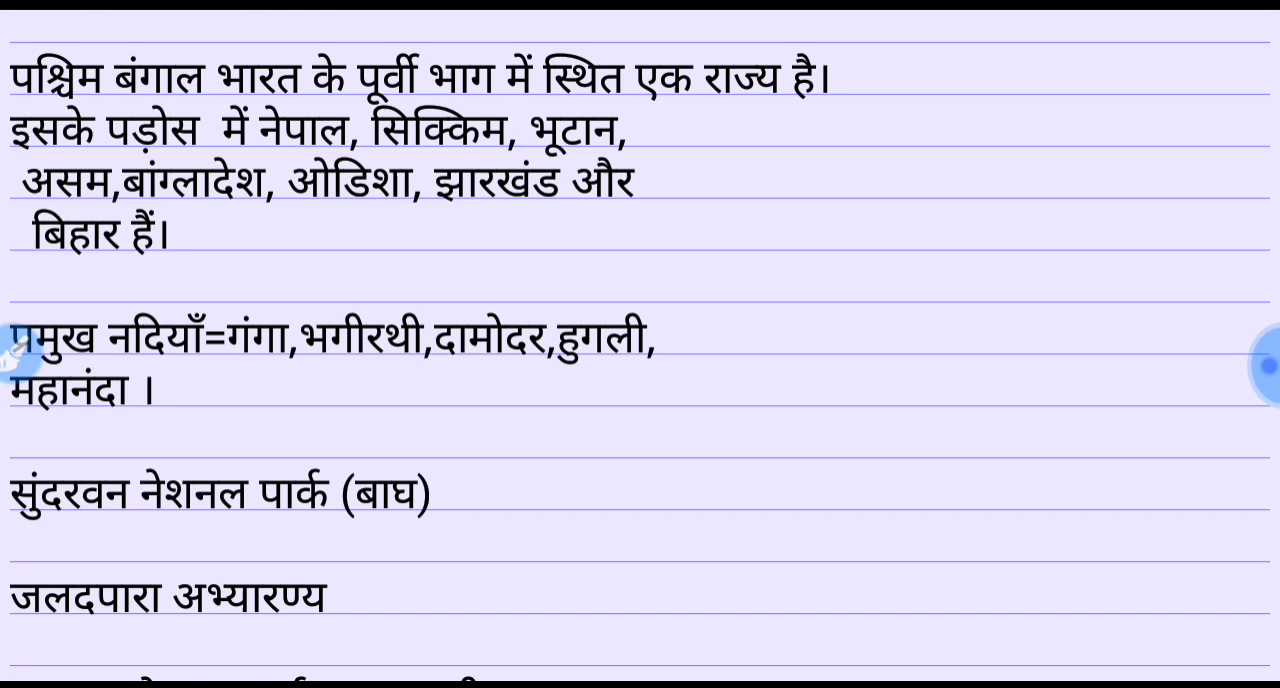 पश्चिम बंगाल भारत के पूर्वी भाग में स्थित एक राज्य है।
इसके पड़ोस में नेपाल, सिक्किम, भूटान,
असम,बांग्लादेश, ओडिशा, झारखंड और
बिहार हैं।
प्रमुख नदियाँ=गंगा,भगीरथी,दामोदर,हुगली,
महानंदा ।
सुंदरवन नेशनल पार्क (बाघ)
जलदपारा अभ्यारण्य